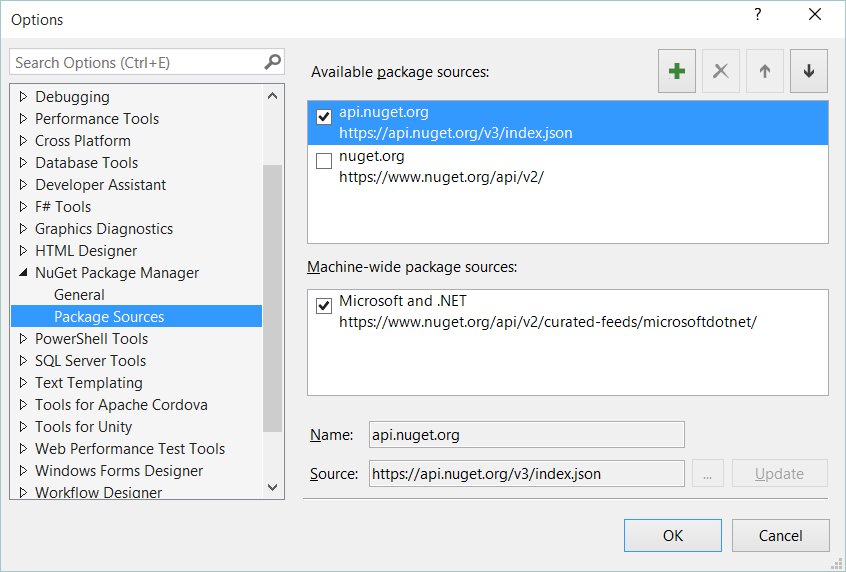 Options
?
Search Options (Ctrl+E)
Debugging
Performance Tools
Cross Platform
Database Tools
Developer Assistant
F# Tools
Graphics Diagnostics
HTML Designer
NuGet Package Manager
General
Package Sources
PowerShell Tools
SQL Server Tools
Text Templating
Tools for Apache Cordova
Tools for Unity
Web Performance Test Tools
Windows Forms Designer
Workflow Designer
Available package sources:
api.nuget.org
https://api.nuget.org/v3/index.json
nuget.org
https://www.nuget.org/api/v2/
Machine-wide package sources:
Microsoft and .NET
https://www.nuget.org/api/v2/curated-feeds/microsoftdotnet/
Name: api.nuget.org
Source: https://api.nuget.org/v3/index.json ... Update
OK Cancel